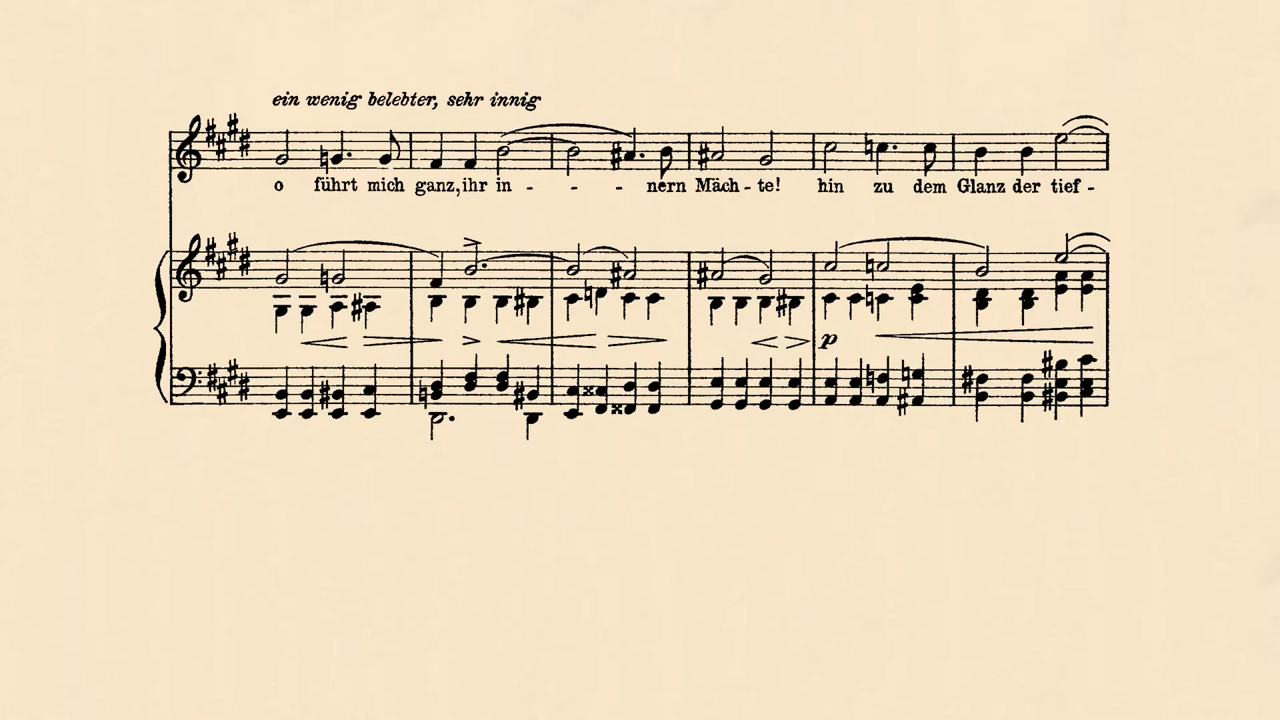 ein wenig belebter, sehr innig
o führt mich ganz, ihr in - - - nern Mäch - te! hin zu dem Glanz der tief -
p